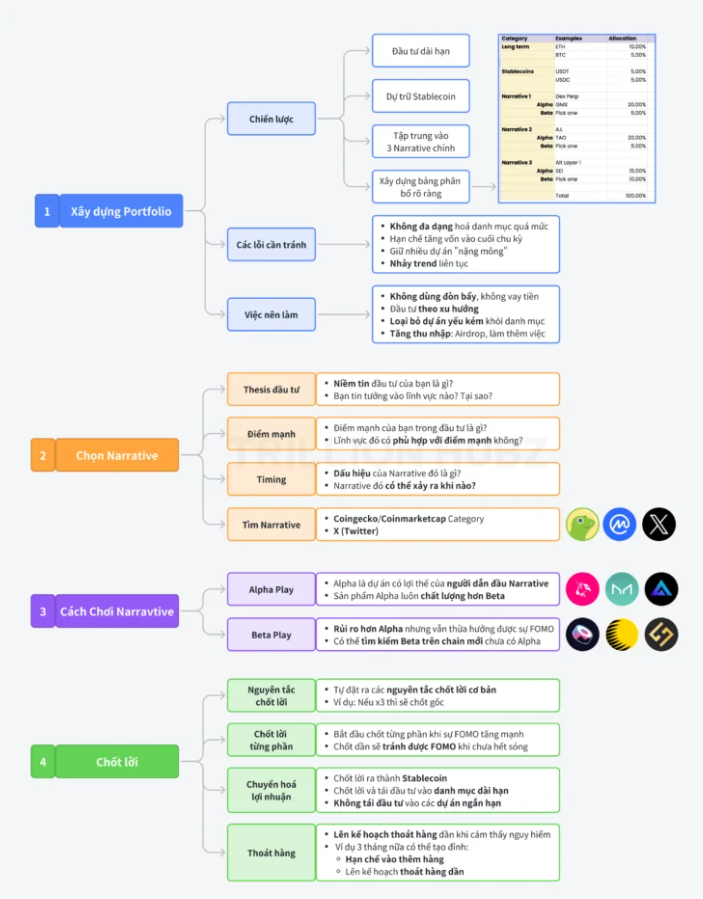 1 Xây dựng Portfolio
Chiến lược
Đầu tư dài hạn
Dự trữ Stablecoin
Tập trung vào
3 Narrative chính
Xây dựng bảng phân
bổ rõ ràng
Category Examples Allocation
Long term ETH 10.00%
BTC 5.00%
Stablecoins USDT 5.00%
USDC 5.00%
Narrative 1 Dex Perp
Alpha GMX 20.00%
Beta Pick one 5.00%
Narrative 2 A.I.
Alpha TAO 20.00%
Beta Pick one 5.00%
Narrative 3 Alt Layer 1
Alpha SEI 15.00%
Beta Pick one 10.00%
Total 100.00%
Các lỗi cần tránh
• Không đa dạng hoá danh mục quá mức
• Hạn chế tăng vốn vào cuối chu kỳ
• Giữ nhiều dự án "nặng mông"
• Nhảy trend liên tục
Việc nên làm
• Không dùng đòn bẩy, không vay tiền
• Đầu tư theo xu hướng
• Loại bỏ dự án yếu kém khỏi danh mục
• Tăng thu nhập: Airdrop, làm thêm việc
2 Chọn Narrative
Thesis đầu tư
• Niềm tin đầu tư của bạn là gì?
• Bạn tin tưởng vào lĩnh vực nào? Tại sao?
Điểm mạnh
• Điểm mạnh của bạn trong đầu tư là gì?
• Lĩnh vực đó có phù hợp với điểm mạnh không?
TRILLION HUBZ
Timing
• Dấu hiệu của Narrative đó là gì?
• Narrative đó có thể xảy ra khi nào?
Tìm Narrative
• Coingecko/Coinmarketcap Category
• X (Twitter)
3 Cách Chơi Narravtive
Alpha Play
• Alpha là dự án có lợi thế của người dẫn đầu Narrative
• Sản phẩm Alpha luôn chất lượng hơn Beta
Beta Play
• Rủi ro hơn Alpha nhưng vẫn thừa hưởng được sự FOMO
• Có thể tìm kiếm Beta trên chain mới chưa có Alpha
4 Chốt lời
Nguyên tắc
chốt lời
• Tự đặt ra các nguyên tắc chốt lời cơ bản
• Ví dụ: Nếu x3 thì sẽ chốt gốc
Chốt lời
từng phần
• Bắt đầu chốt từng phần khi sự FOMO tăng mạnh
• Chốt dần sẽ tránh được FOMO khi chưa hết sóng
Chuyển hoá
lợi nhuận
• Chốt lời ra thành Stablecoin
• Chốt lời và tái đầu tư vào danh mục dài hạn
• Không tái đầu tư vào các dự án ngắn hạn
Thoát hàng
• Lên kế hoạch thoát hàng dần khi cảm thấy nguy hiểm
• Ví dụ 3 tháng nữa có thể tạo đỉnh:
○ Hạn chế vào thêm hàng
○ Lên kế hoạch thoát hàng dần